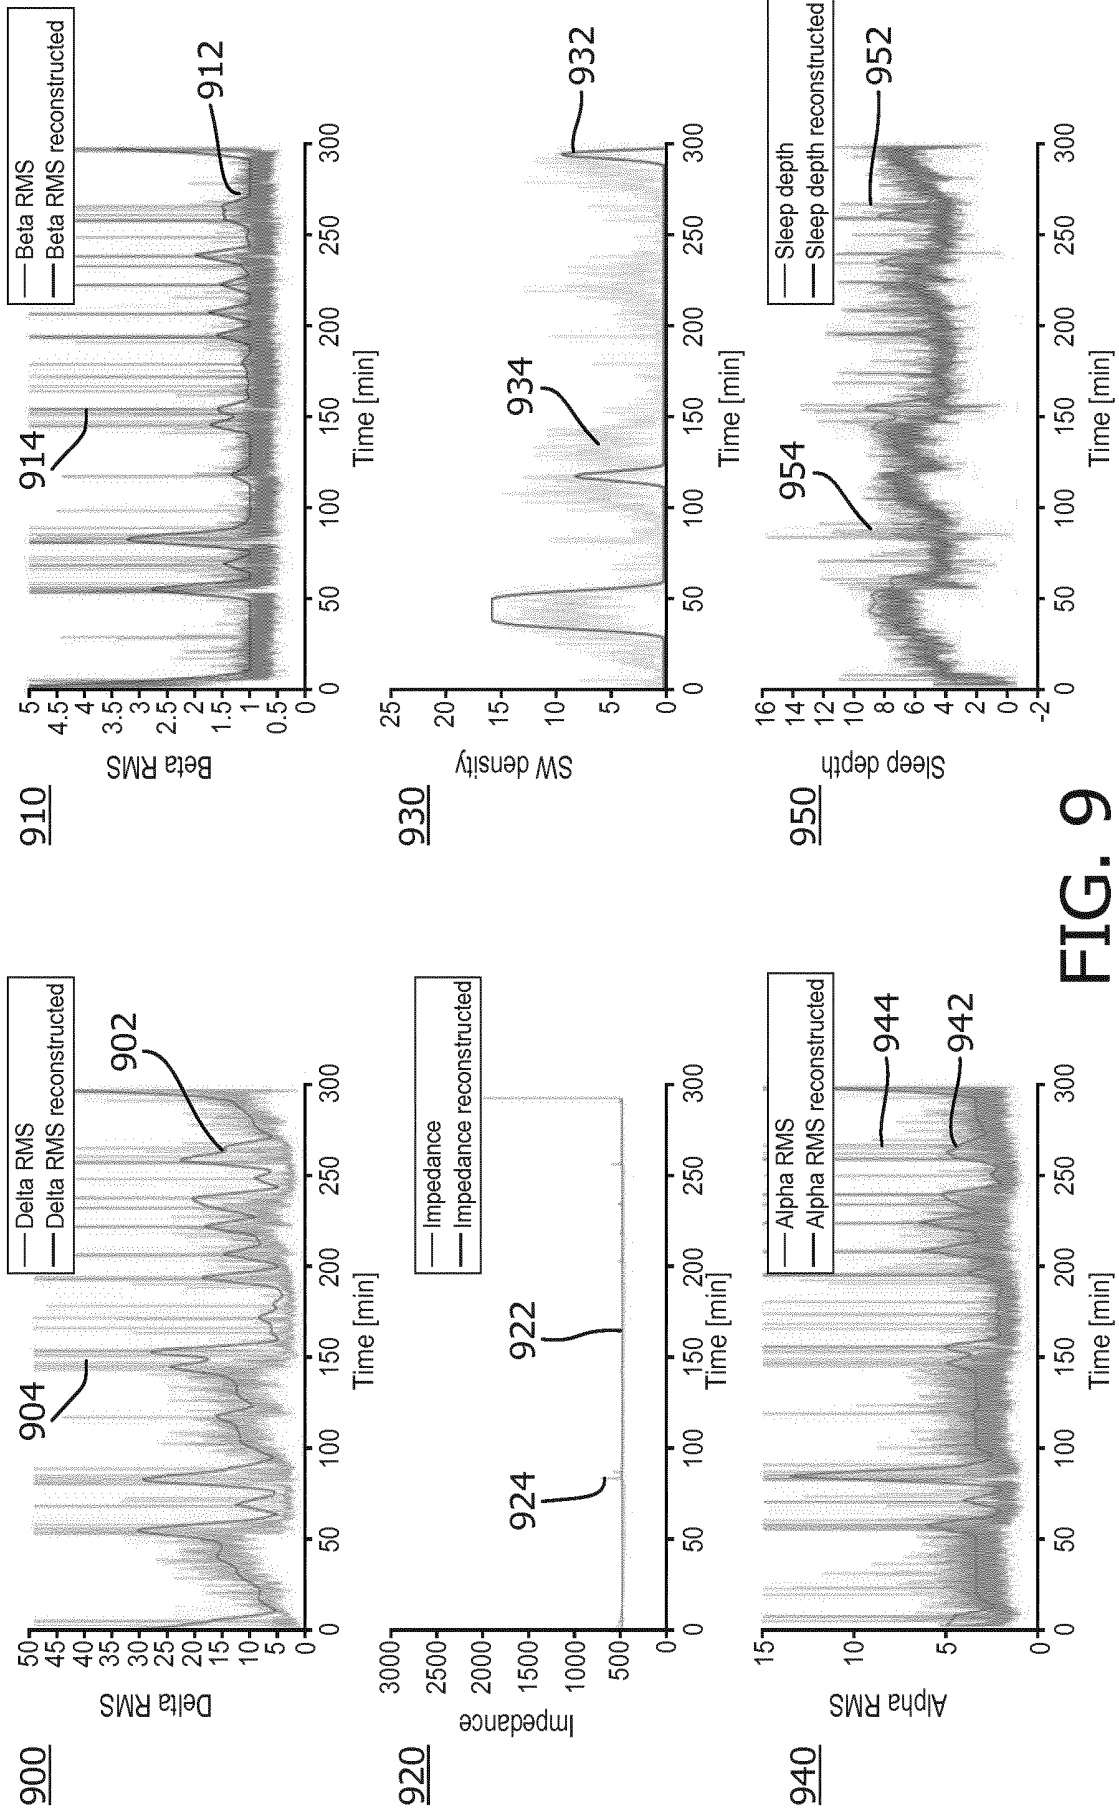 900
Delta RMS
50
45
40
35
30
25
20
15
10
5
0
0 50 100 150 200 250 300
Time [min]
Delta RMS
Delta RMS reconstructed
904
902
910
Beta RMS
5
4.5
4
3.5
3
2.5
2
1.5
1
0.5
0
0 50 100 150 200 250 300
Time [min]
Beta RMS
Beta RMS reconstructed
914
912
920
Impedance
3000
2500
2000
1500
1000
500
0
0 50 100 150 200 250 300
Time [min]
Impedance
Impedance reconstructed
924
922
930
SW density
25
20
15
10
5
0
0 50 100 150 200 250 300
Time [min]
934
932
940
Alpha RMS
15
10
5
0
0 50 100 150 200 250 300
Time [min]
Alpha RMS
Alpha RMS reconstructed
944
942
950
Sleep depth
16
14
12
10
8
6
4
2
0
-2
0 50 100 150 200 250 300
Time [min]
Sleep depth
Sleep depth reconstructed
954
952
FIG. 9